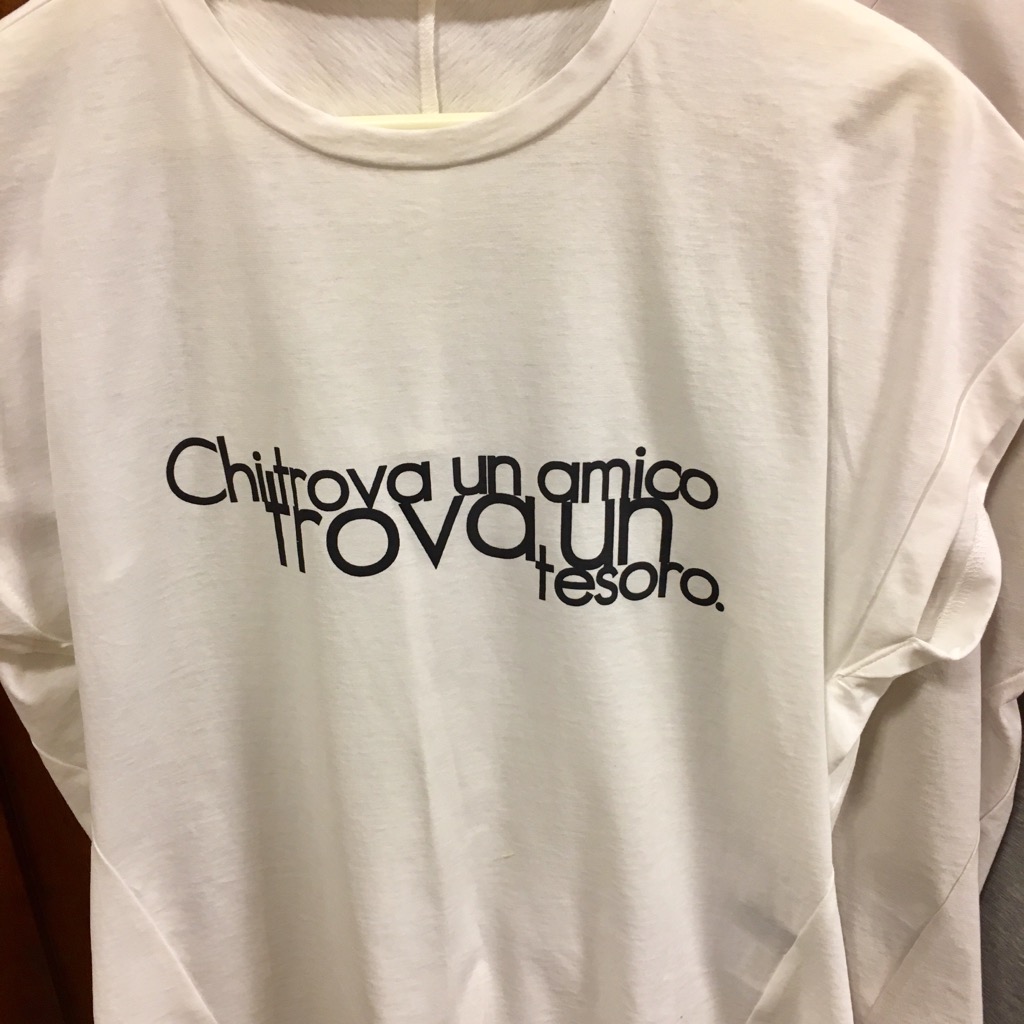 Chi trova un amico
trova un
tesoro.